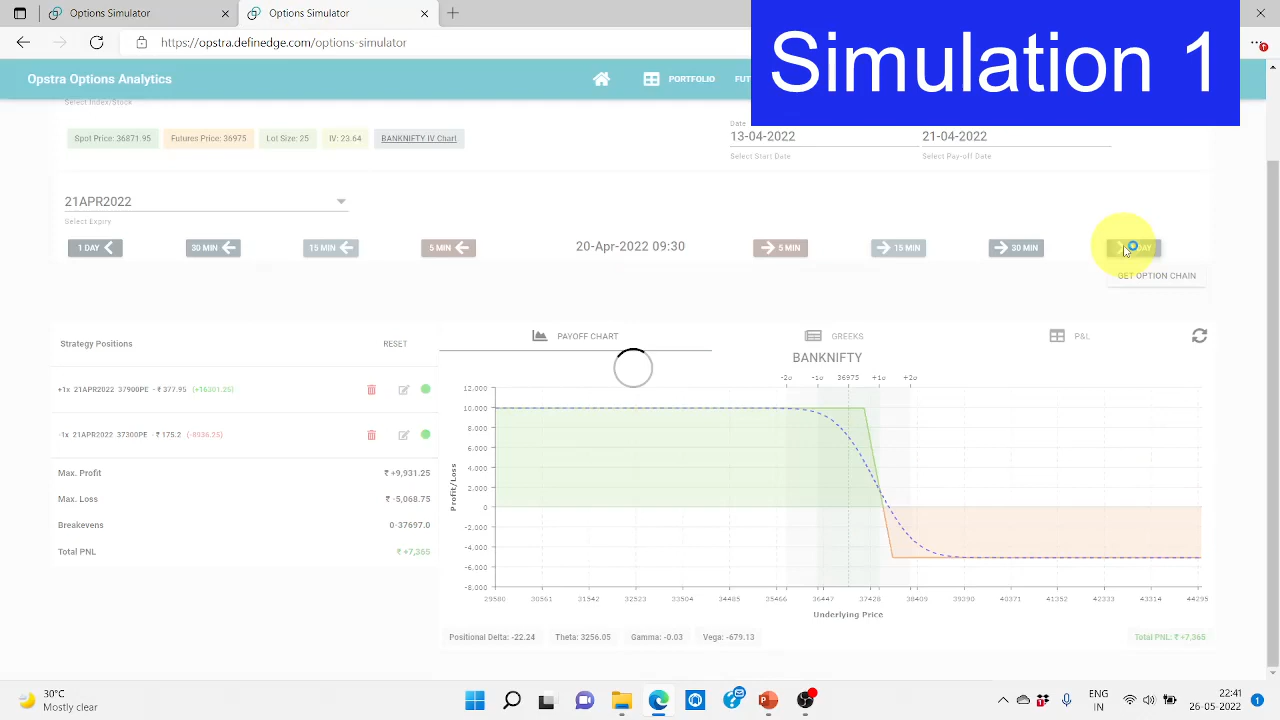 Simulation 1
https://opstra.definedge.com/strategy-simulator
Opstra Options Analytics
PORTFOLIO
FUT
Select Index/Stock
Spot Price: 36871.95
Futures Price: 36975
Lot Size: 25
IV: 23.64
BANKNIFTY IV Chart
Date
13-04-2022
21-04-2022
Select Start Date
Select Pay-off Date
21APR2022
Select Expiry
1 DAY
30 MIN
15 MIN
5 MIN
20-Apr-2022 09:30
5 MIN
15 MIN
30 MIN
DAY
GET OPTION CHAIN
Strategy Positions
RESET
PAYOFF CHART
GREEKS
P&L
BANKNIFTY
-2σ -1σ 36975 +1σ +2σ
+1x 21APR2022 37900PE - ₹ 377.95 (+16301.25)
-1x 21APR2022 37300PE - ₹ 175.2 (-8936.25)
Max. Profit ₹ +9,931.25
Max. Loss ₹ -5,068.75
Breakevens 0-37697.0
Total PNL ₹ +7,365
Profit/Loss
12,000
10,000
8,000
6,000
4,000
2,000
0
-2,000
-4,000
-6,000
-8,000
29580 30561 31542 32523 33504 34485 35466 36447 37428 38409 39390 40371 41352 42333 43314 44295
Underlying Price
Positional Delta: -22.24
Theta: 3256.05
Gamma: -0.03
Vega: -679.13
Total PNL: ₹ +7,365
30°C
Mostly clear
ENG
IN
22:41
26-05-2022
1